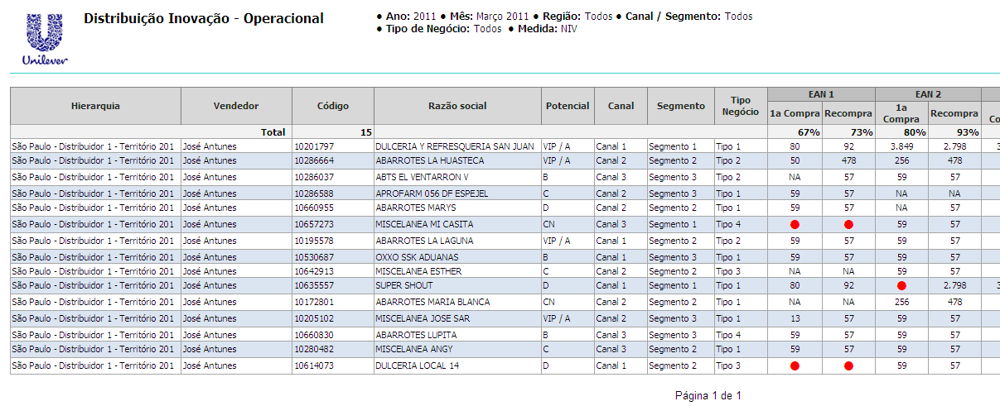 Distribuição Inovação - Operacional
● Ano: 2011 ● Mês: Março 2011 ● Região: Todos ● Canal / Segmento: Todos
● Tipo de Negócio: Todos ● Medida: NIV
Unilever
Hierarquia Vendedor Código Razão social Potencial Canal Segmento Tipo Negócio EAN 1 EAN 2
1a Compra Recompra 1a Compra Recompra
Total 15 67% 73% 80% 93%
São Paulo - Distribuidor 1 - Território 201 José Antunes 10201797 DULCERIA Y REFRESQUERIA SAN JUAN VIP / A Canal 1 Segmento 1 Tipo 1 80 92 3.849 2.798
São Paulo - Distribuidor 1 - Território 201 José Antunes 10286664 ABARROTES LA HUASTECA VIP / A Canal 2 Segmento 2 Tipo 2 50 478 256 478
São Paulo - Distribuidor 1 - Território 201 José Antunes 10286037 ABTS EL VENTARRON V B Canal 3 Segmento 3 Tipo 2 NA 57 59 57
São Paulo - Distribuidor 1 - Território 201 José Antunes 10286588 APROFARM 056 DF ESPEJEL C Canal 2 Segmento 3 Tipo 1 59 57 NA NA
São Paulo - Distribuidor 1 - Território 201 José Antunes 10660955 ABARROTES MARYS D Canal 2 Segmento 2 Tipo 1 59 57 NA 57
São Paulo - Distribuidor 1 - Território 201 José Antunes 10657273 MISCELANEA MI CASITA CN Canal 3 Segmento 1 Tipo 4 ● ● 59 57
São Paulo - Distribuidor 1 - Território 201 José Antunes 10195578 ABARROTES LA LAGUNA VIP / A Canal 1 Segmento 2 Tipo 2 59 57 59 57
São Paulo - Distribuidor 1 - Território 201 José Antunes 10530687 OXXO SSK ADUANAS B Canal 1 Segmento 3 Tipo 1 59 57 59 57
São Paulo - Distribuidor 1 - Território 201 José Antunes 10642913 MISCELANEA ESTHER C Canal 2 Segmento 2 Tipo 3 NA NA 59 57
São Paulo - Distribuidor 1 - Território 201 José Antunes 10635557 SUPER SHOUT D Canal 1 Segmento 1 Tipo 1 80 92 ● 2.798
São Paulo - Distribuidor 1 - Território 201 José Antunes 10172801 ABARROTES MARIA BLANCA CN Canal 2 Segmento 2 Tipo 1 NA NA 256 478
São Paulo - Distribuidor 1 - Território 201 José Antunes 10205102 MISCELANEA JOSE SAR VIP / A Canal 3 Segmento 3 Tipo 1 13 57 59 57
São Paulo - Distribuidor 1 - Território 201 José Antunes 10660830 ABARROTES LUPITA B Canal 3 Segmento 3 Tipo 4 59 57 59 57
São Paulo - Distribuidor 1 - Território 201 José Antunes 10280482 MISCELANEA ANGY C Canal 3 Segmento 2 Tipo 1 59 57 59 57
São Paulo - Distribuidor 1 - Território 201 José Antunes 10614073 DULCERIA LOCAL 14 D Canal 1 Segmento 2 Tipo 3 ● ● 59 57
Página 1 de 1